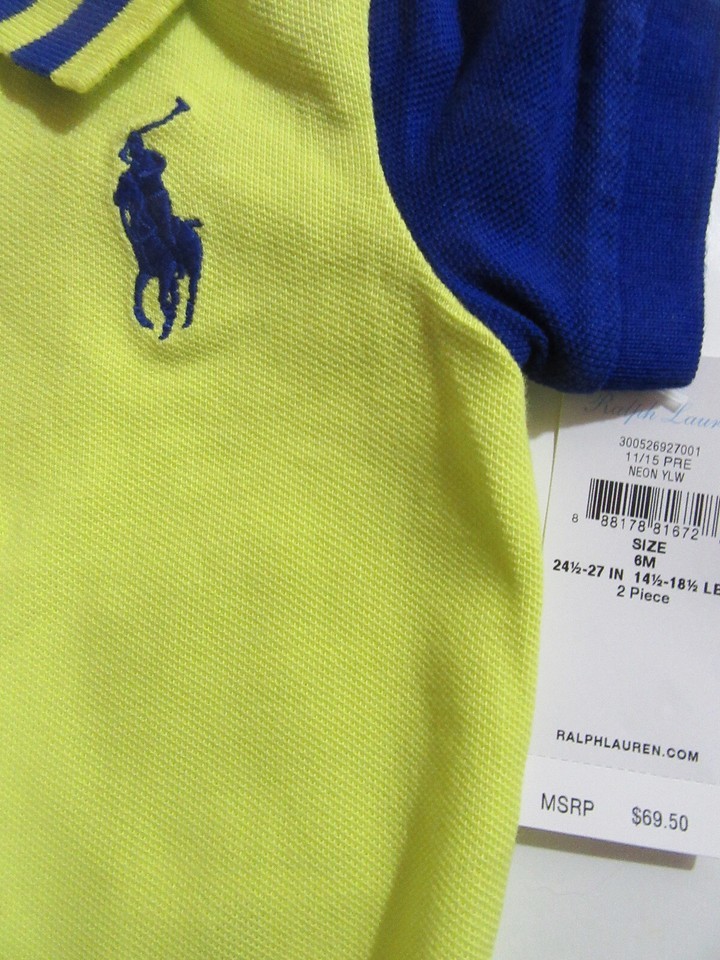 Ralph Laur
300526927001
11/15 PRE
NEON YLW
8 88178 81672
SIZE
6M
24½-27 IN 14½-18½ LB
2 Piece
RALPHLAUREN.COM
MSRP $69.50